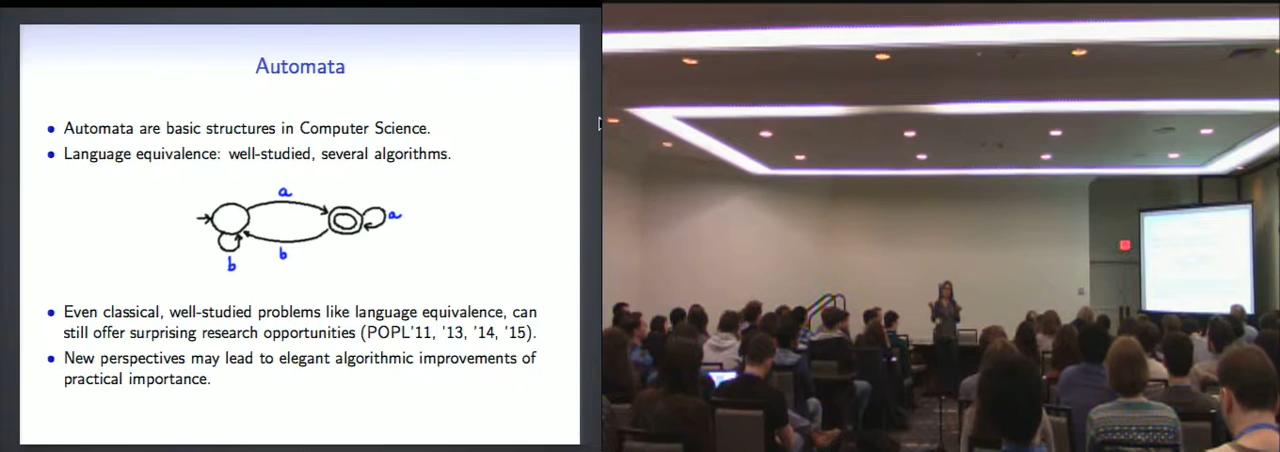 Automata
• Automata are basic structures in Computer Science.
• Language equivalence: well-studied, several algorithms.
a
a
b
b
• Even classical, well-studied problems like language equivalence, can
still offer surprising research opportunities (POPL'11, '13, '14, '15).
• New perspectives may lead to elegant algorithmic improvements of
practical importance.